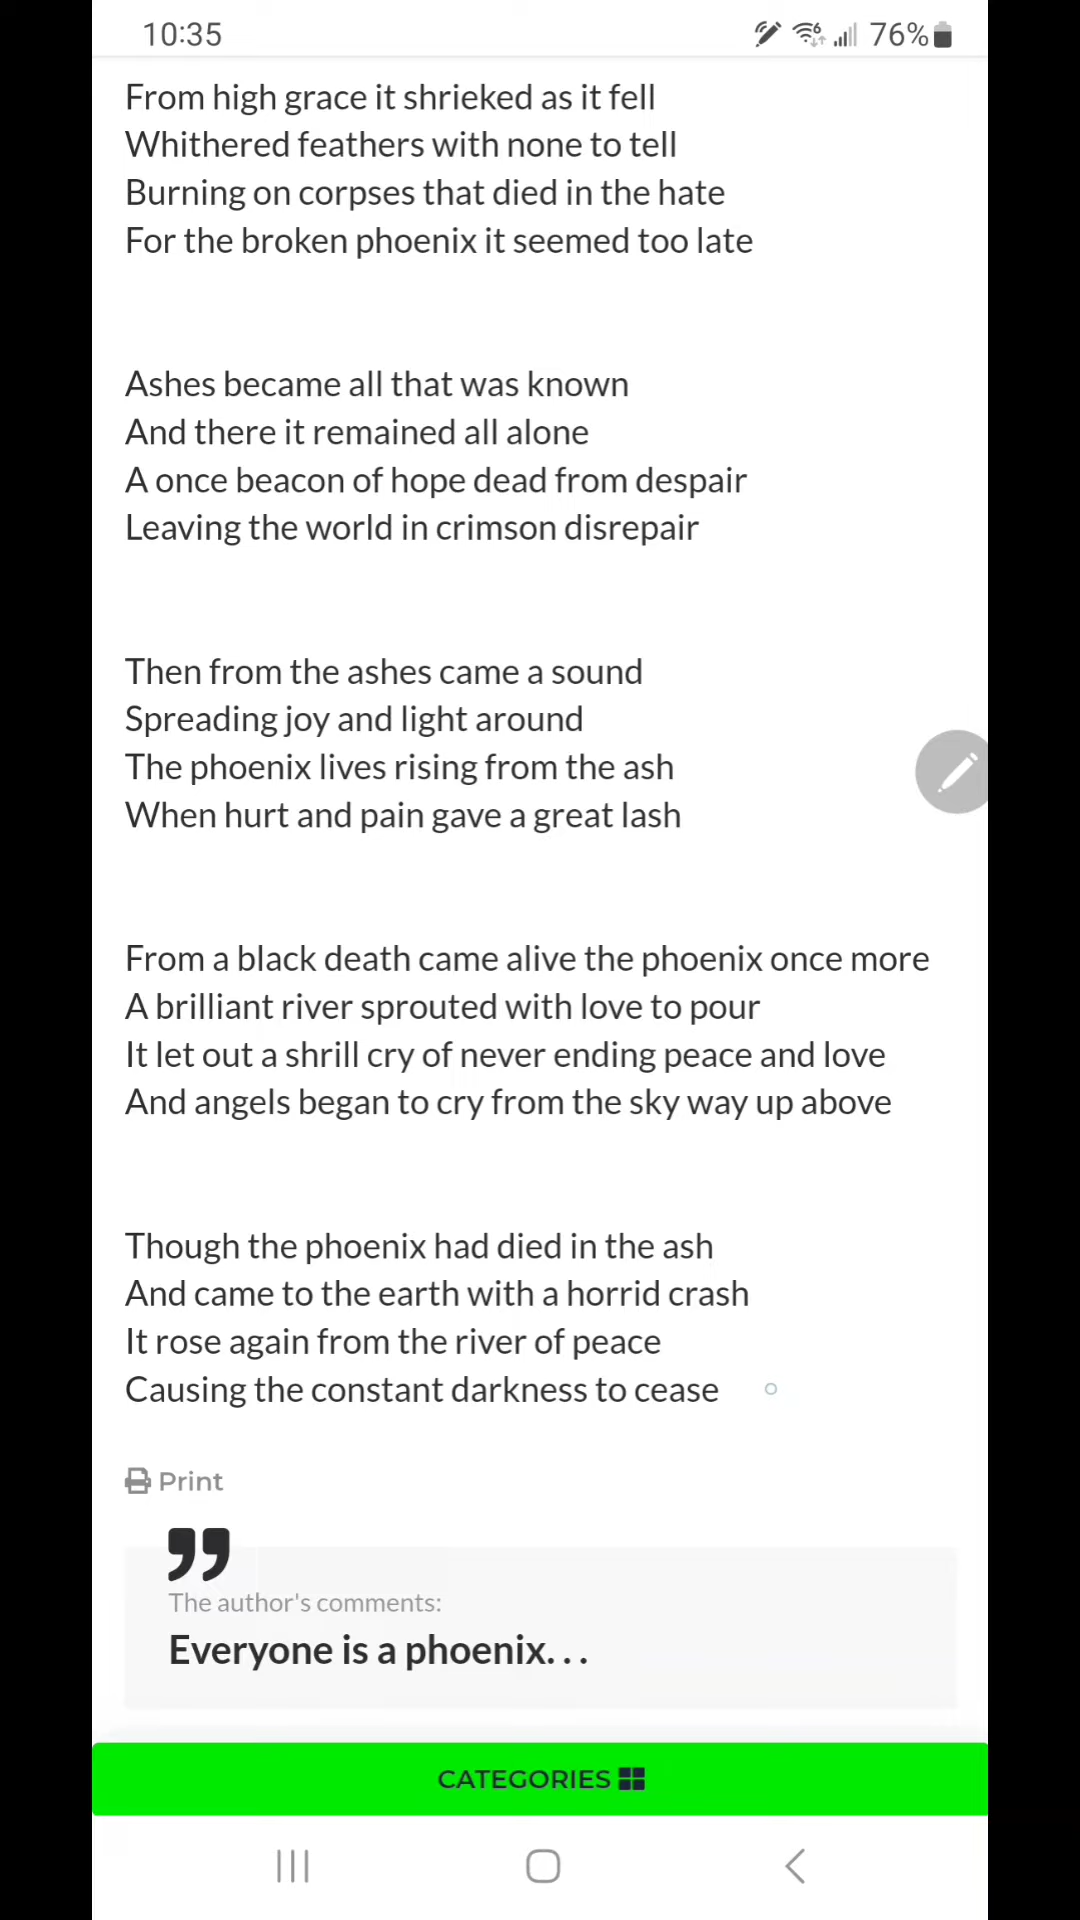 10:35
6
76%
From high grace it shrieked as it fell
Whithered feathers with none to tell
Burning on corpses that died in the hate
For the broken phoenix it seemed too late
Ashes became all that was known
And there it remained all alone
A once beacon of hope dead from despair
Leaving the world in crimson disrepair
Then from the ashes came a sound
Spreading joy and light around
The phoenix lives rising from the ash
When hurt and pain gave a great lash
From a black death came alive the phoenix once more
A brilliant river sprouted with love to pour
It let out a shrill cry of never ending peace and love
And angels began to cry from the sky way up above
Though the phoenix had died in the ash
And came to the earth with a horrid crash
It rose again from the river of peace
Causing the constant darkness to cease
Print
”
The author's comments:
Everyone is a phoenix. . .
CATEGORIES